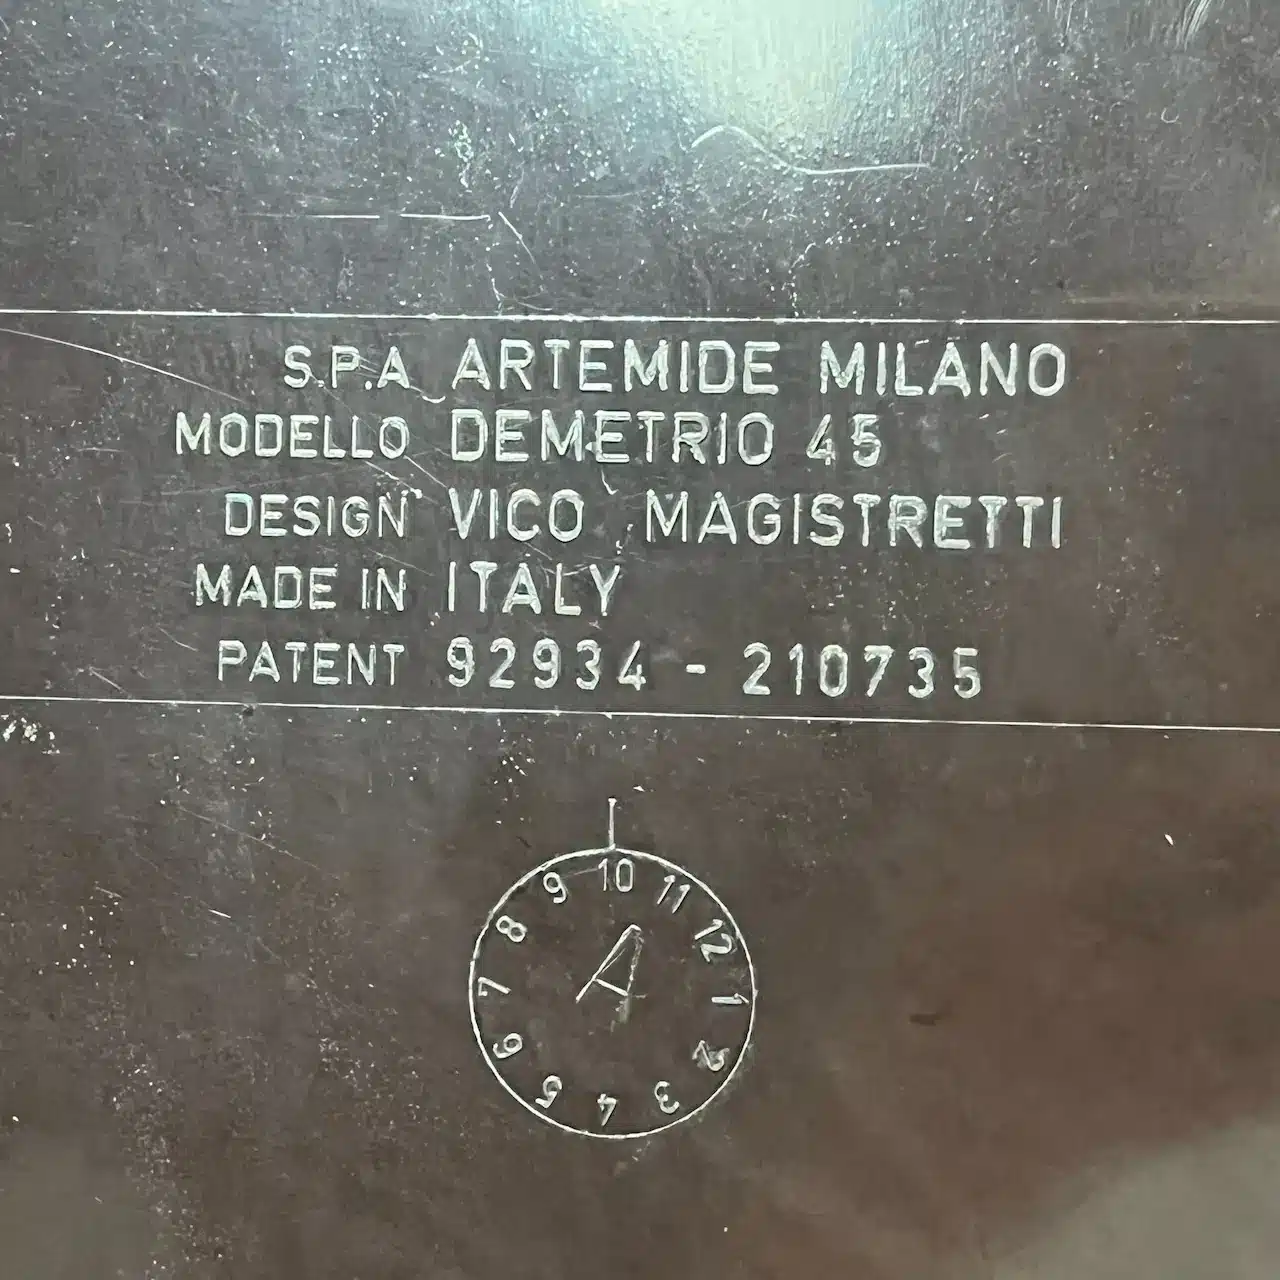 S.P.A ARTEMIDE MILANO
MODELLO DEMETRIO 45
DESIGN VICO MAGISTRETTI
MADE IN ITALY
PATENT 92934 - 210735
10 11 12 1 2 3 4 5 6 7 8 9
A